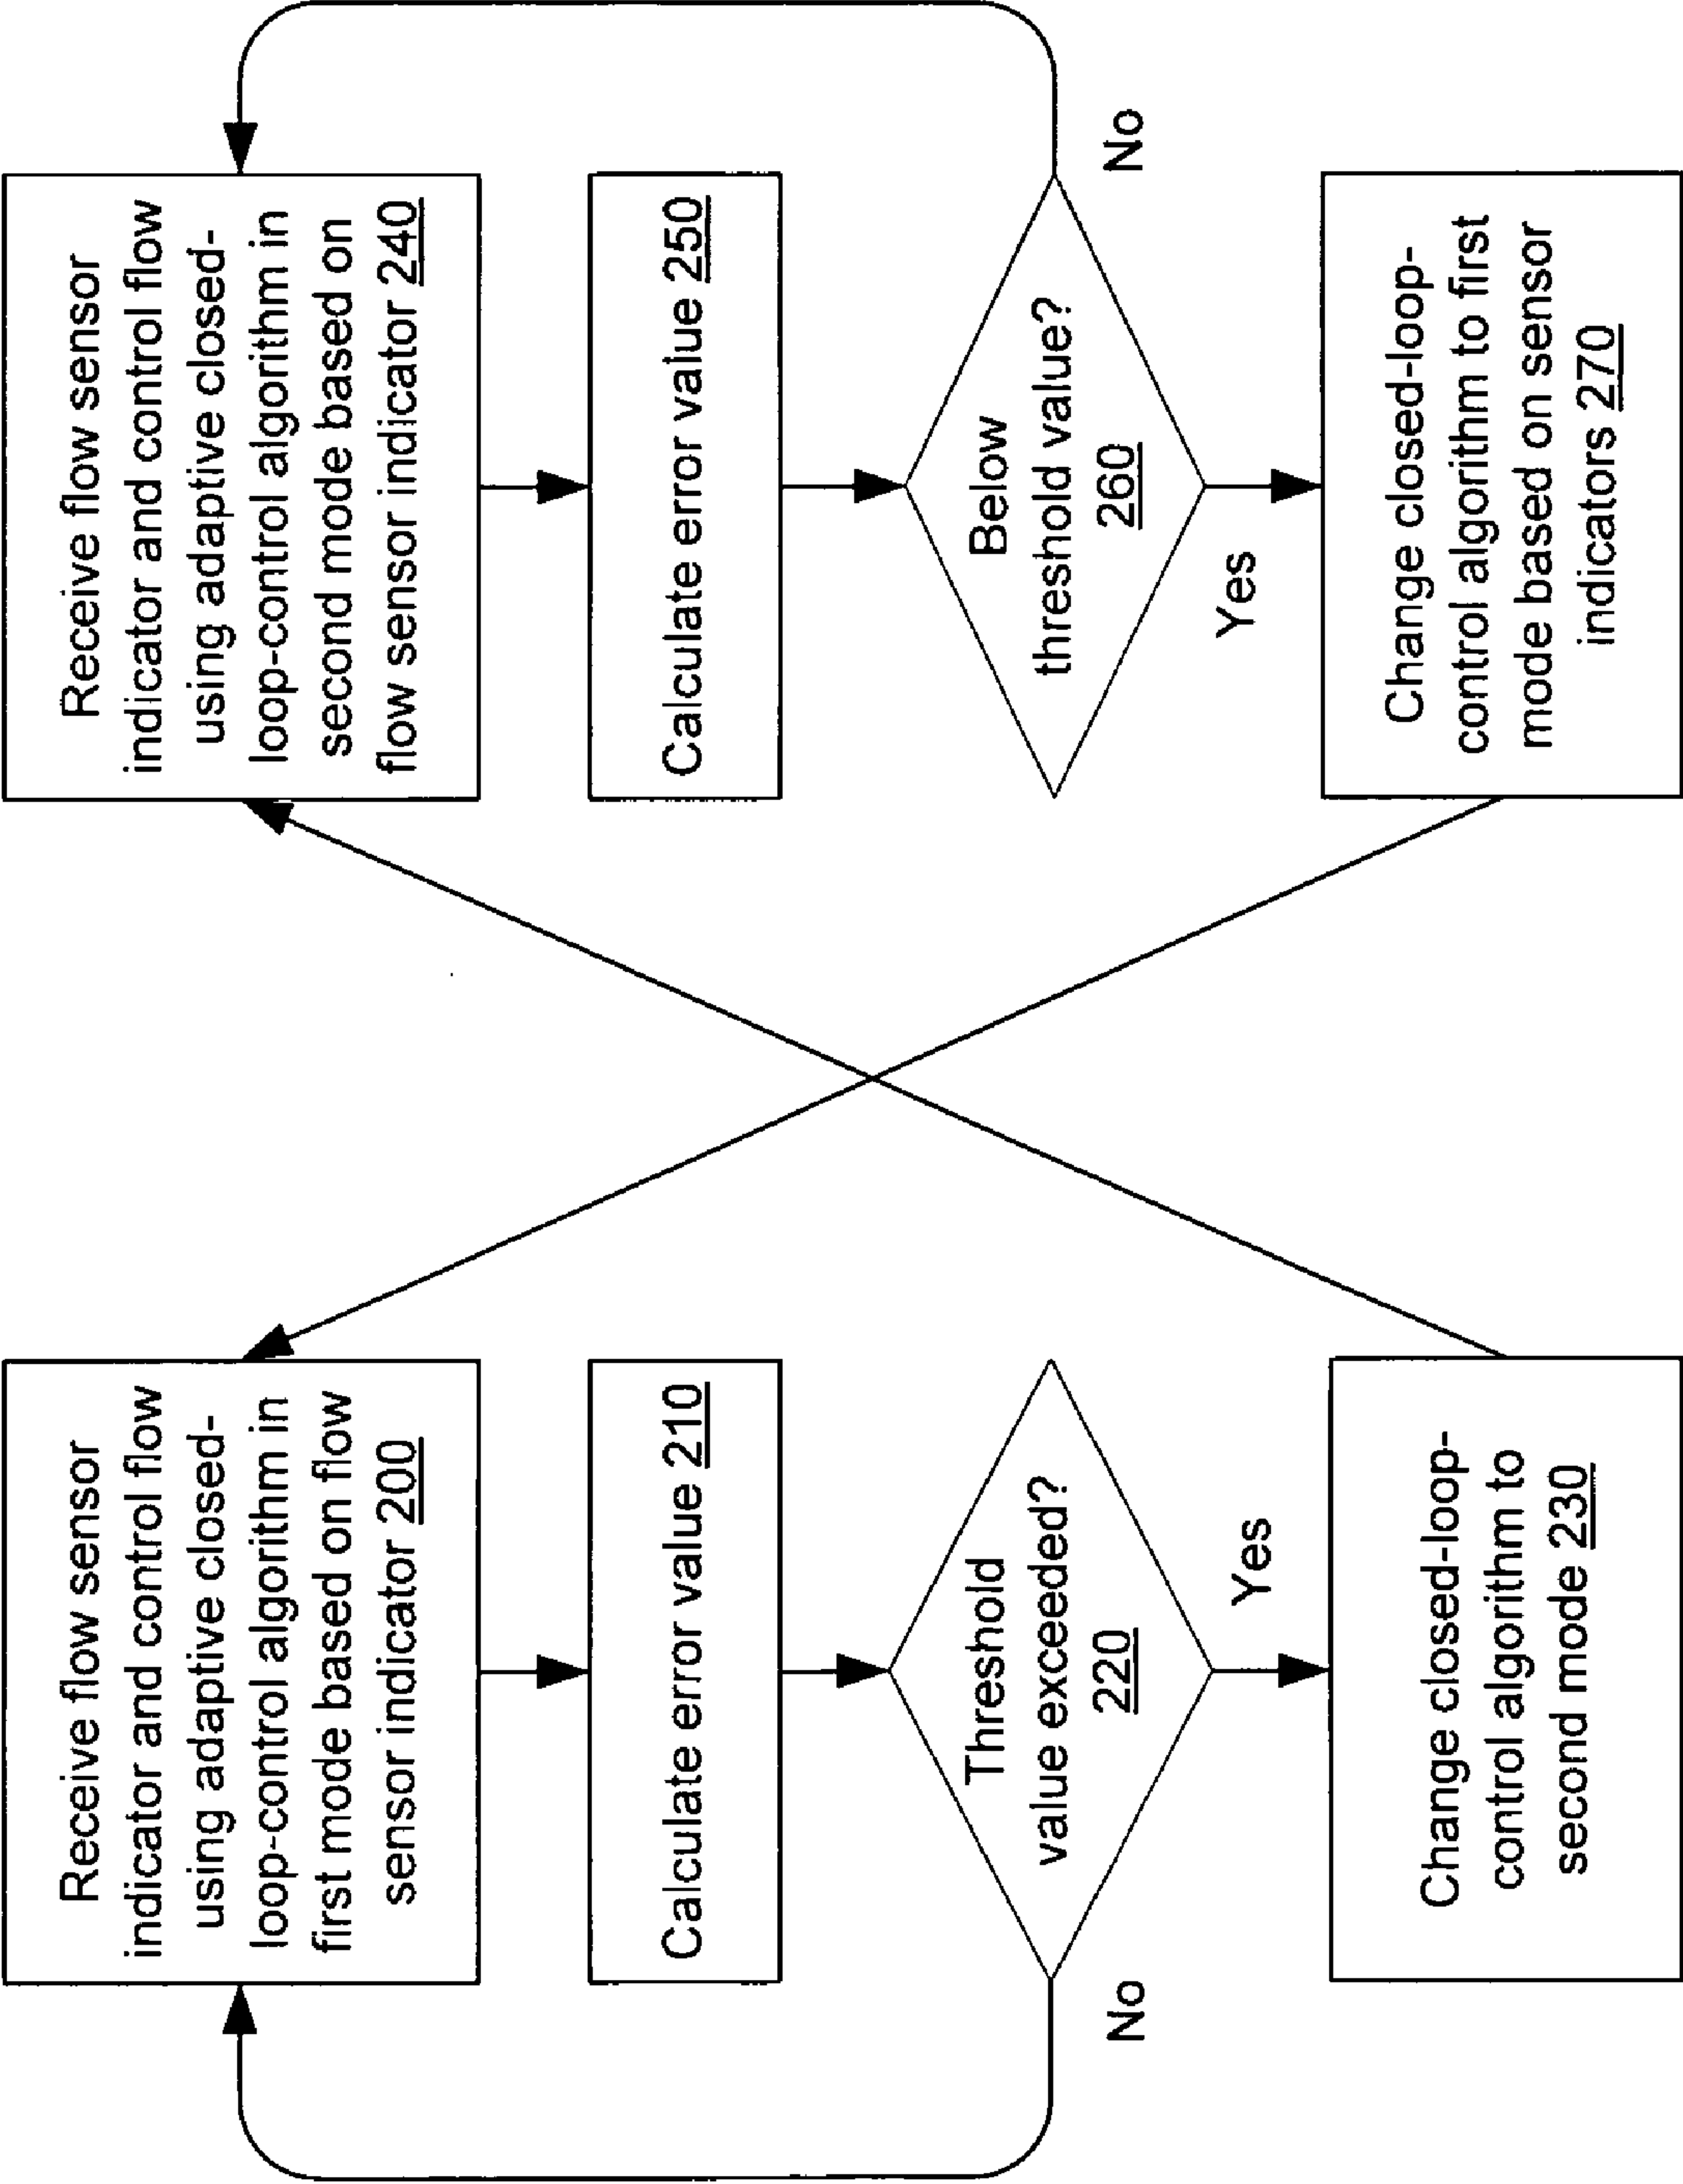 Receive flow sensor
indicator and control flow
using adaptive closed-
loop-control algorithm in
first mode based on flow
sensor indicator 200
Calculate error value 210
Threshold
value exceeded?
220
No
Yes
Change closed-loop-
control algorithm to
second mode 230
Receive flow sensor
indicator and control flow
using adaptive closed-
loop-control algorithm in
second mode based on
flow sensor indicator 240
Calculate error value 250
Below
threshold value?
260
No
Yes
Change closed-loop-
control algorithm to first
mode based on sensor
indicators 270